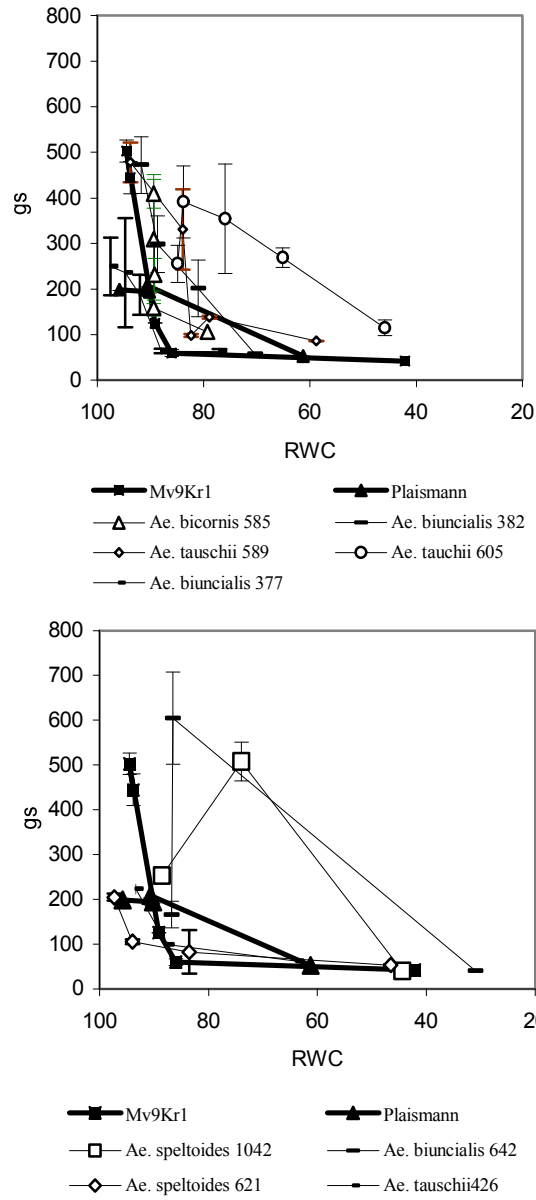 800
700
600
500
400
300
200
100
0
gs
100 80 60 40 20
RWC
Mv9Kr1 Plaismann
Ae. bicornis 585 Ae. biuncialis 382
Ae. tauschii 589 Ae. tauchii 605
Ae. biuncialis 377
800
700
600
500
400
300
200
100
0
gs
100 80 60 40 20
RWC
Mv9Kr1 Plaismann
Ae. speltoides 1042 Ae. biuncialis 642
Ae. speltoides 621 Ae. tauschii426